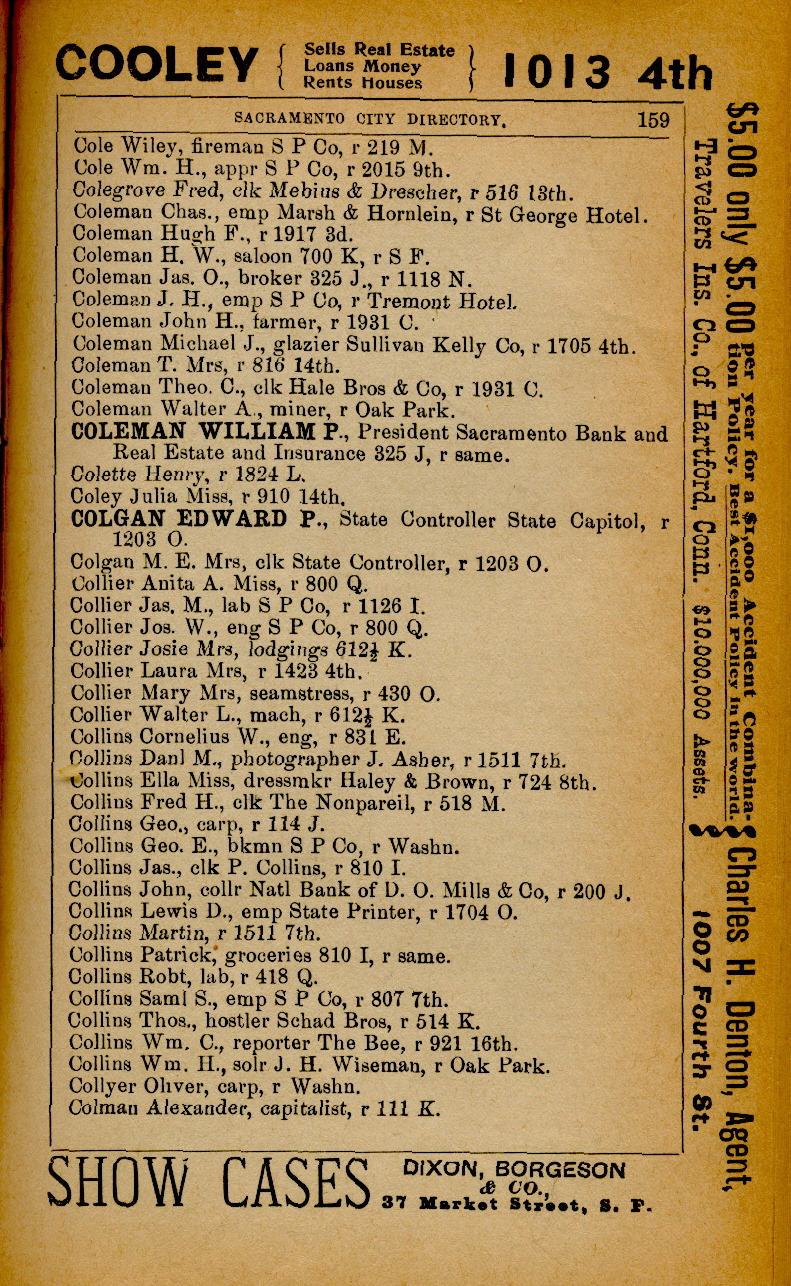 COOLEY { Sells Real Estate
Loans Money
Rents Houses } 1013 4th
SACRAMENTO CITY DIRECTORY. 159
Cole Wiley, fireman S P Co, r 219 M.
Cole Wm. H., appr S P Co, r 2015 9th.
Colegrove Fred, clk Mebius & Drescher, r 516 13th.
Coleman Chas., emp Marsh & Hornlein, r St George Hotel.
Coleman Hugh F., r 1917 3d.
Coleman H. W., saloon 700 K, r S F.
Coleman Jas. O., broker 325 J., r 1118 N.
Coleman J. H., emp S P Co, r Tremont Hotel.
Coleman John H., farmer, r 1931 C.
Coleman Michael J., glazier Sullivan Kelly Co, r 1705 4th.
Coleman T. Mrs, r 816 14th.
Coleman Theo. C., clk Hale Bros & Co, r 1931 C.
Coleman Walter A., miner, r Oak Park.
COLEMAN WILLIAM P., President Sacramento Bank and
Real Estate and Insurance 325 J, r same.
Colette Henry, r 1824 L.
Coley Julia Miss, r 910 14th.
COLGAN EDWARD P., State Controller State Capitol, r
1203 O.
Colgan M. E. Mrs, clk State Controller, r 1203 O.
Collier Anita A. Miss, r 800 Q.
Collier Jas. M., lab S P Co, r 1126 I.
Collier Jos. W., eng S P Co, r 800 Q.
Collier Josie Mrs, lodgings 612½ K.
Collier Laura Mrs, r 1423 4th.
Collier Mary Mrs, seamstress, r 430 O.
Collier Walter L., mach, r 612½ K.
Collins Cornelius W., eng, r 831 E.
Collins Danl M., photographer J. Asher, r 1511 7th.
Collins Ella Miss, dressmkr Haley & Brown, r 724 8th.
Collins Fred H., clk The Nonpareil, r 518 M.
Collins Geo., carp, r 114 J.
Collins Geo. E., bkmn S P Co, r Washn.
Collins Jas., clk P. Collins, r 810 I.
Collins John, collr Natl Bank of D. O. Mills & Co, r 200 J.
Collins Lewis D., emp State Printer, r 1704 O.
Collins Martin, r 1511 7th.
Collins Patrick, groceries 810 I, r same.
Collins Robt, lab, r 418 Q.
Collins Saml S., emp S P Co, r 807 7th.
Collins Thos., hostler Schad Bros, r 514 K.
Collins Wm. C., reporter The Bee, r 921 16th.
Collins Wm. H., solr J. H. Wiseman, r Oak Park.
Collyer Oliver, carp, r Washn.
Colman Alexander, capitalist, r 111 K.
$5.00 only $5.00 per year for a $1,000 Accident Combina-
tion Policy. Best Accident Policy in the world. } Charles H. Denton, Agent,
Travelers Ins. Co., of Hartford, Conn. $10,000,000 Assets. } 1007 Fourth St.
SHOW CASES DIXON, BORGESON
& CO.,
37 Market Street, S. F.